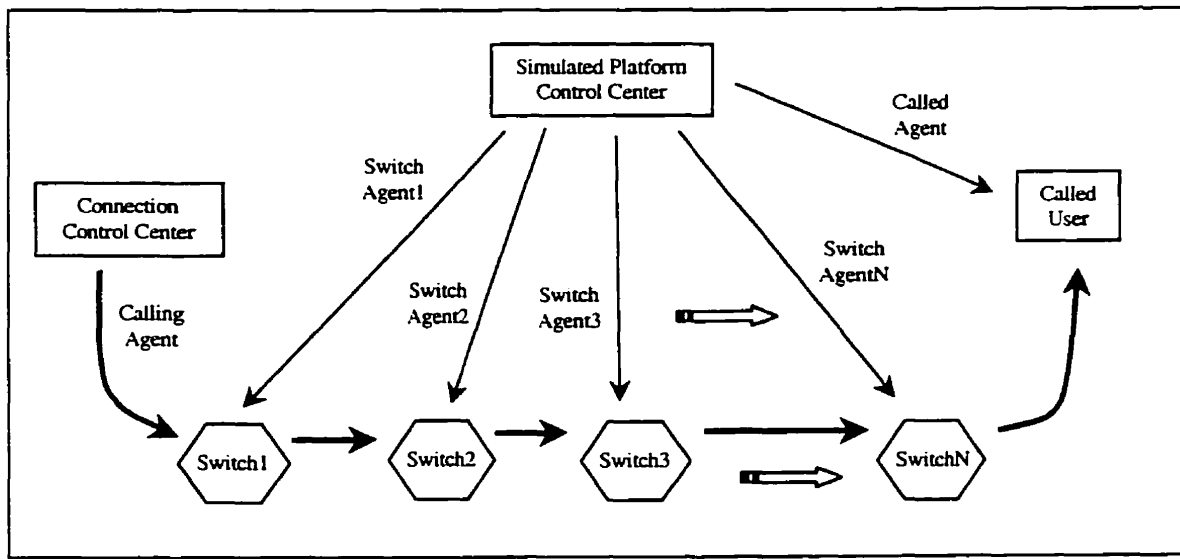 Simulated Platform
Control Center
Called
Agent
Switch
Agent1
Connection
Control Center
Called
User
Switch
AgentN
Switch
Agent2
Switch
Agent3
Calling
Agent
Switch1
Switch2
Switch3
SwitchN